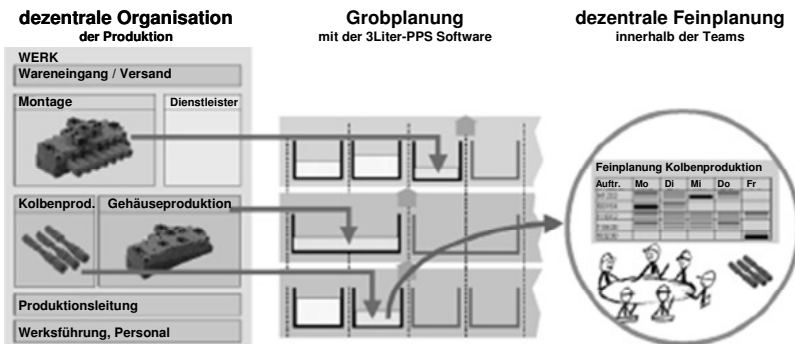 dezentrale Organisation
der Produktion
Grobplanung
mit der 3Liter-PPS Software
dezentrale Feinplanung
innerhalb der Teams
WERK
Wareneingang / Versand
Montage
Dienstleister
Kolbenprod.
Gehäuseproduktion
Produktionsleitung
Werksführung, Personal
Feinplanung Kolbenproduktion
Auftr. Mo Di Mi Do Fr